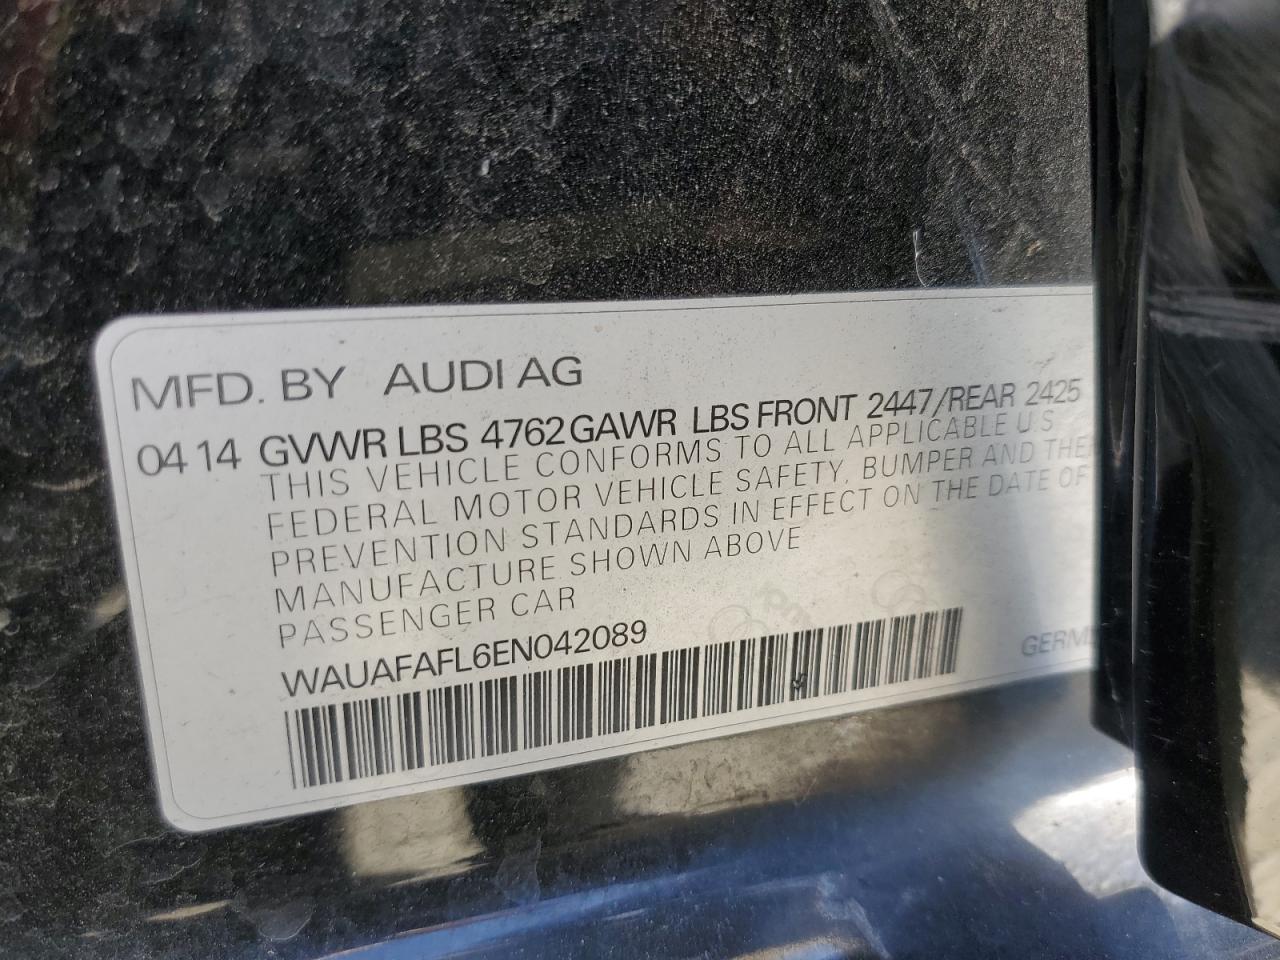 MFD. BY AUDI AG
04 14 GVWR LBS 4762 GAWR LBS FRONT 2447/REAR 2425
THIS VEHICLE CONFORMS TO ALL APPLICABLE U S
FEDERAL MOTOR VEHICLE SAFETY, BUMPER AND THE
PREVENTION STANDARDS IN EFFECT ON THE DATE OF
MANUFACTURE SHOWN ABOVE
PASSENGER CAR
WAUAFAFL6EN042089
GERM